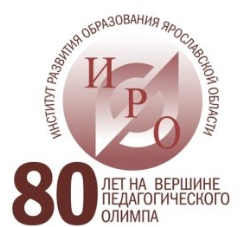 ИНСТИТУТ РАЗВИТИЯ ОБРАЗОВАНИЯ ЯРОСЛАВСКОЙ ОБЛАСТИ
ИРО
80 ЛЕТ НА ВЕРШИНЕ
ПЕДАГОГИЧЕСКОГО
ОЛИМПА